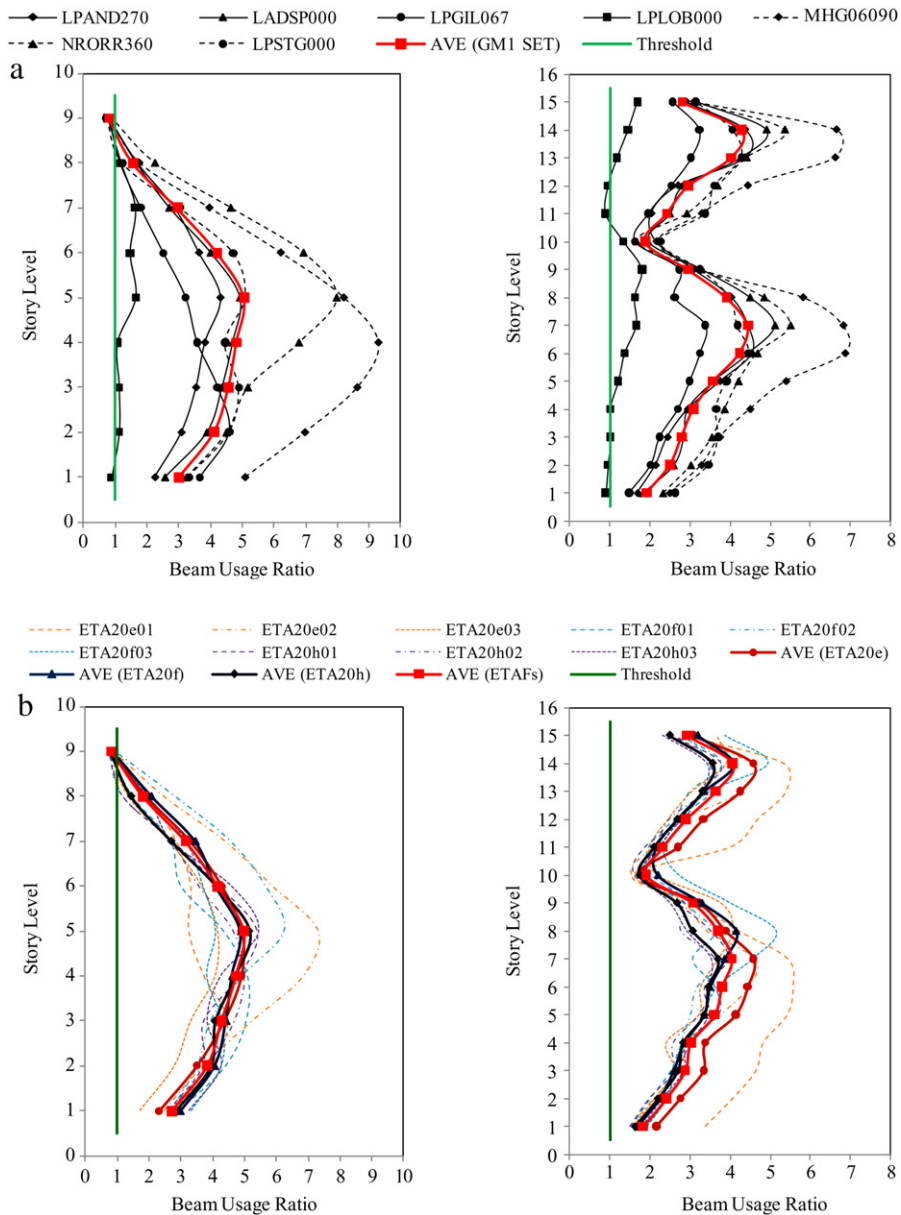 LPAND270 LADSP000 LPGIL067 LPLOB000 MHG06090
NRORR360 LPSTG000 AVE (GM1 SET) Threshold
a
10
9
8
7
6
5
4
3
2
1
0
Story Level
0 1 2 3 4 5 6 7 8 9 10
Beam Usage Ratio
16
15
14
13
12
11
10
9
8
7
6
5
4
3
2
1
0
Story Level
0 1 2 3 4 5 6 7 8
Beam Usage Ratio
ETA20e01 ETA20e02 ETA20e03 ETA20f01 ETA20f02
ETA20f03 ETA20h01 ETA20h02 ETA20h03 AVE (ETA20e)
AVE (ETA20f) AVE (ETA20h) AVE (ETAFs) Threshold
b
10
9
8
7
6
5
4
3
2
1
0
Story Level
0 1 2 3 4 5 6 7 8 9 10
Beam Usage Ratio
16
15
14
13
12
11
10
9
8
7
6
5
4
3
2
1
0
Story Level
0 1 2 3 4 5 6 7 8
Beam Usage Ratio